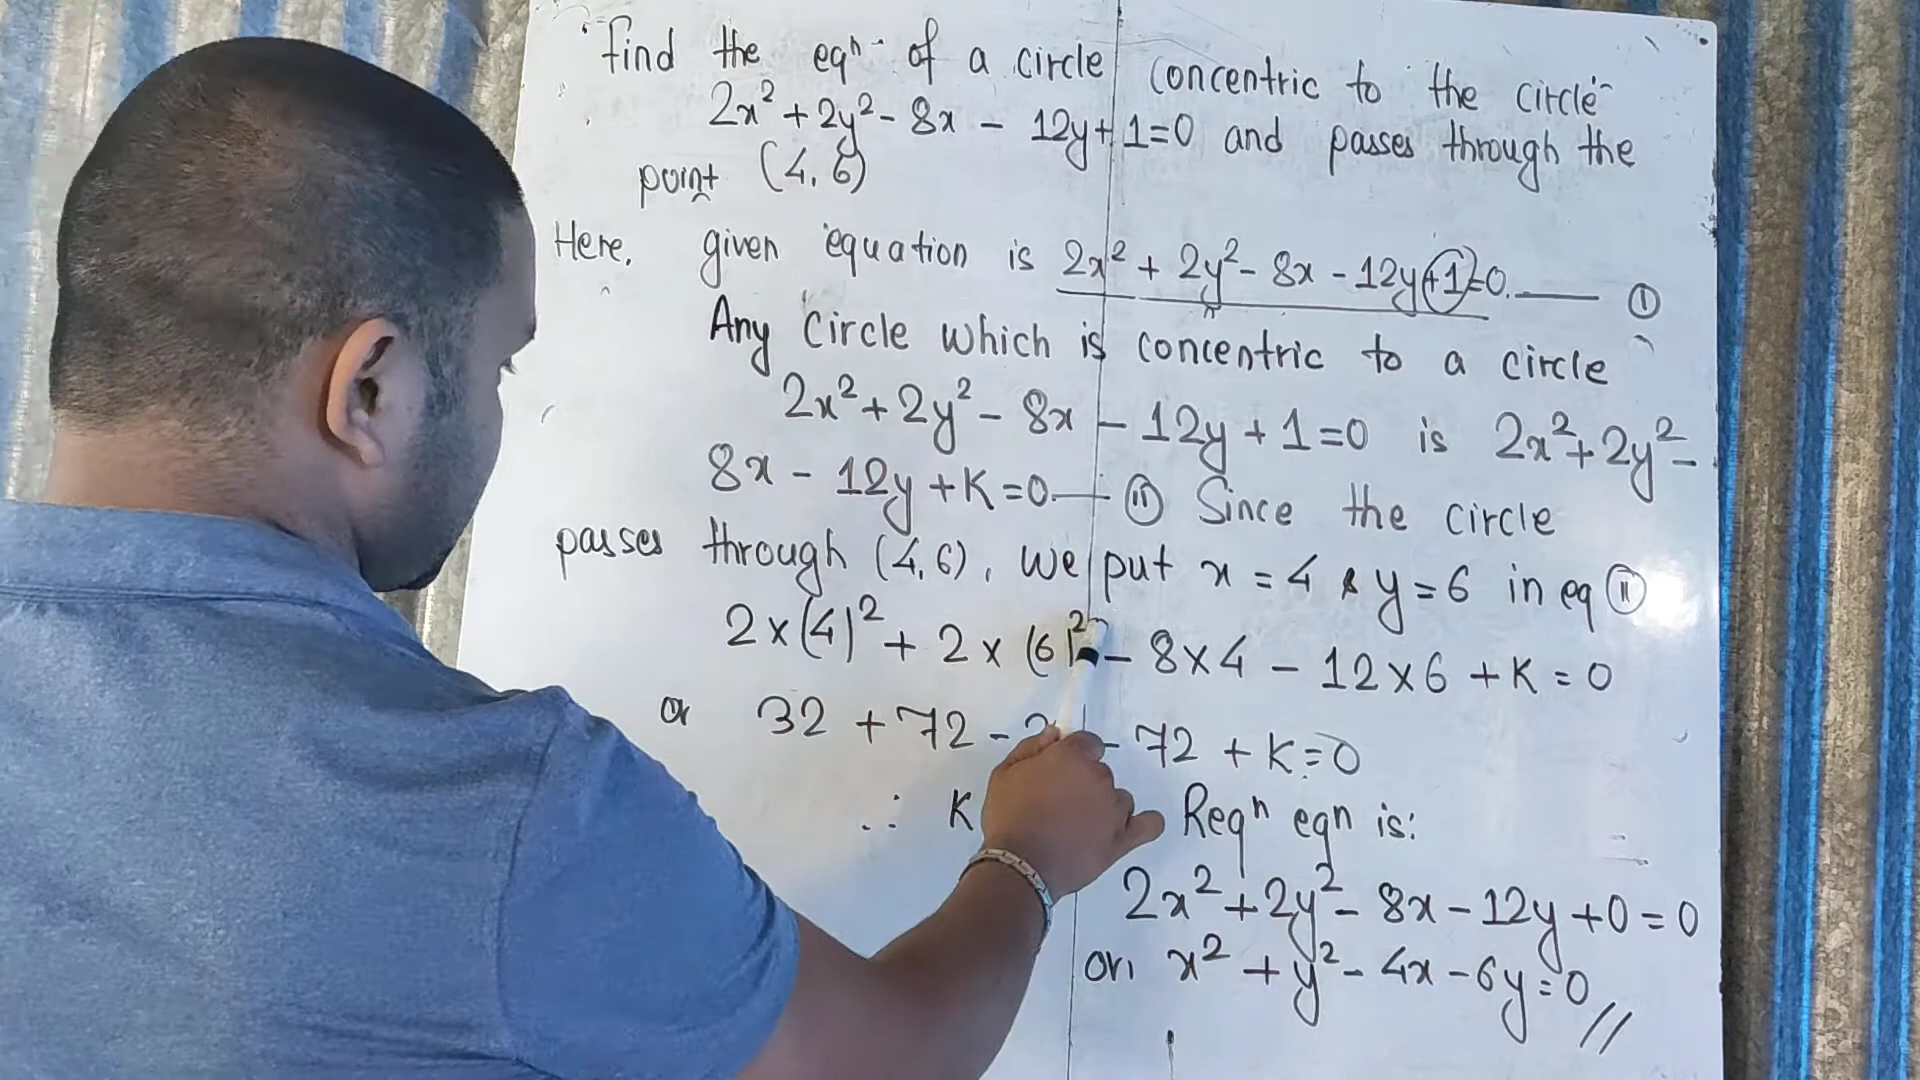 find the eqn of a circle concentric to the circle
2x² + 2y² - 8x - 12y + 1 = 0 and passes through the
point (4, 6)
Here, given equation is 2x² + 2y² - 8x - 12y + 1 = 0. —— (i)
Any Circle which is concentric to a circle
2x² + 2y² - 8x - 12y + 1 = 0 is 2x² + 2y² -
8x - 12y + K = 0. — (ii) Since the circle
passes through (4, 6), we put x = 4 & y = 6 in eq (ii)
2 × (4)² + 2 × (6)² - 8 × 4 - 12 × 6 + K = 0
or 32 + 72 - - 72 + K = 0
∴ K Reqn eqn is:
2x² + 2y² - 8x - 12y + 0 = 0
or, x² + y² - 4x - 6y = 0 //